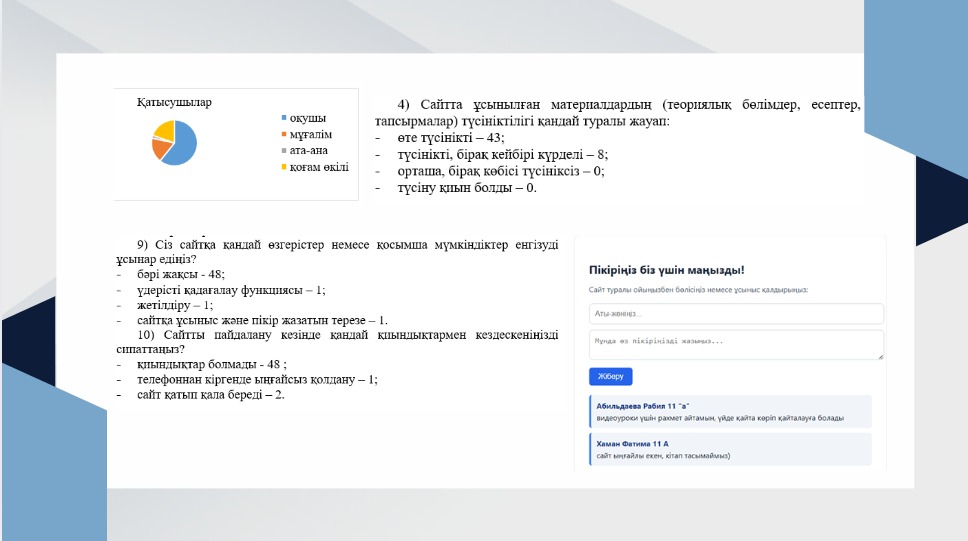 Қатысушылар
оқушы
мұғалім
ата-ана
қоғам өкілі
4) Сайтта ұсынылған материалдардың (теориялық бөлімдер, есептер,
тапсырмалар) түсініктілігі қандай туралы жауап:
- өте түсінікті – 43;
- түсінікті, бірақ кейбірі күрделі – 8;
- орташа, бірақ көбісі түсініксіз – 0;
- түсіну қиын болды – 0.
9) Сіз сайтқа қандай өзгерістер немесе қосымша мүмкіндіктер енгізуді
ұсынар едіңіз?
- бәрі жақсы - 48;
- үдерісті қадағалау функциясы – 1;
- жетілдіру – 1;
- сайтқа ұсыныс және пікір жазатын терезе – 1.
10) Сайтты пайдалану кезінде қандай қиындықтармен кездескеніңізді
сипаттаңыз?
- қиындықтар болмады - 48 ;
- телефоннан кіргенде ыңғайсыз қолдану – 1;
- сайт қатып қала береді – 2.
Пікіріңіз біз үшін маңызды!
Сайт туралы ойыңызбен бөлісіңіз немесе ұсыныс қалдырыңыз:
Аты-жөніңіз...
Мұнда өз пікіріңізді жазыңыз...
Жіберу
Абильдаева Рабия 11 "а"
видеоуроки үшін рахмет айтамын, үйде қайта көріп қайталауға болады
Хаман Фатима 11 А
сайт ыңғайлы екен, кітап тасымаймыз)